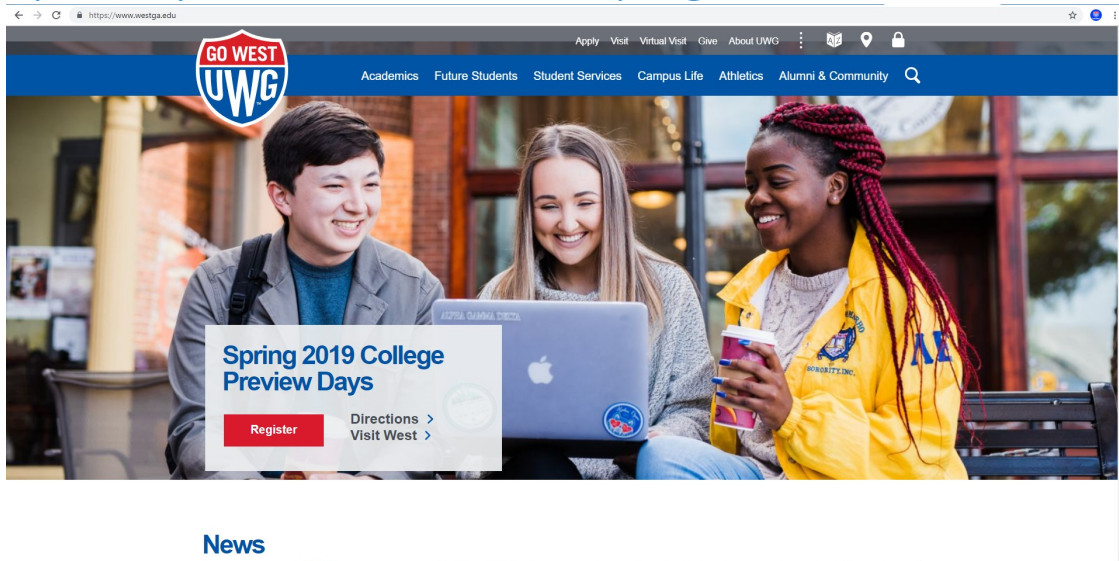 https://www.westga.edu
Apply Visit Virtual Visit Give About UWG A|Z
GO WEST
UWG
Academics Future Students Student Services Campus Life Athletics Alumni & Community
ALPHA GAMMA DELTA
SORORITY, INC.
Spring 2019 College
Preview Days
Register
Directions >
Visit West >
News